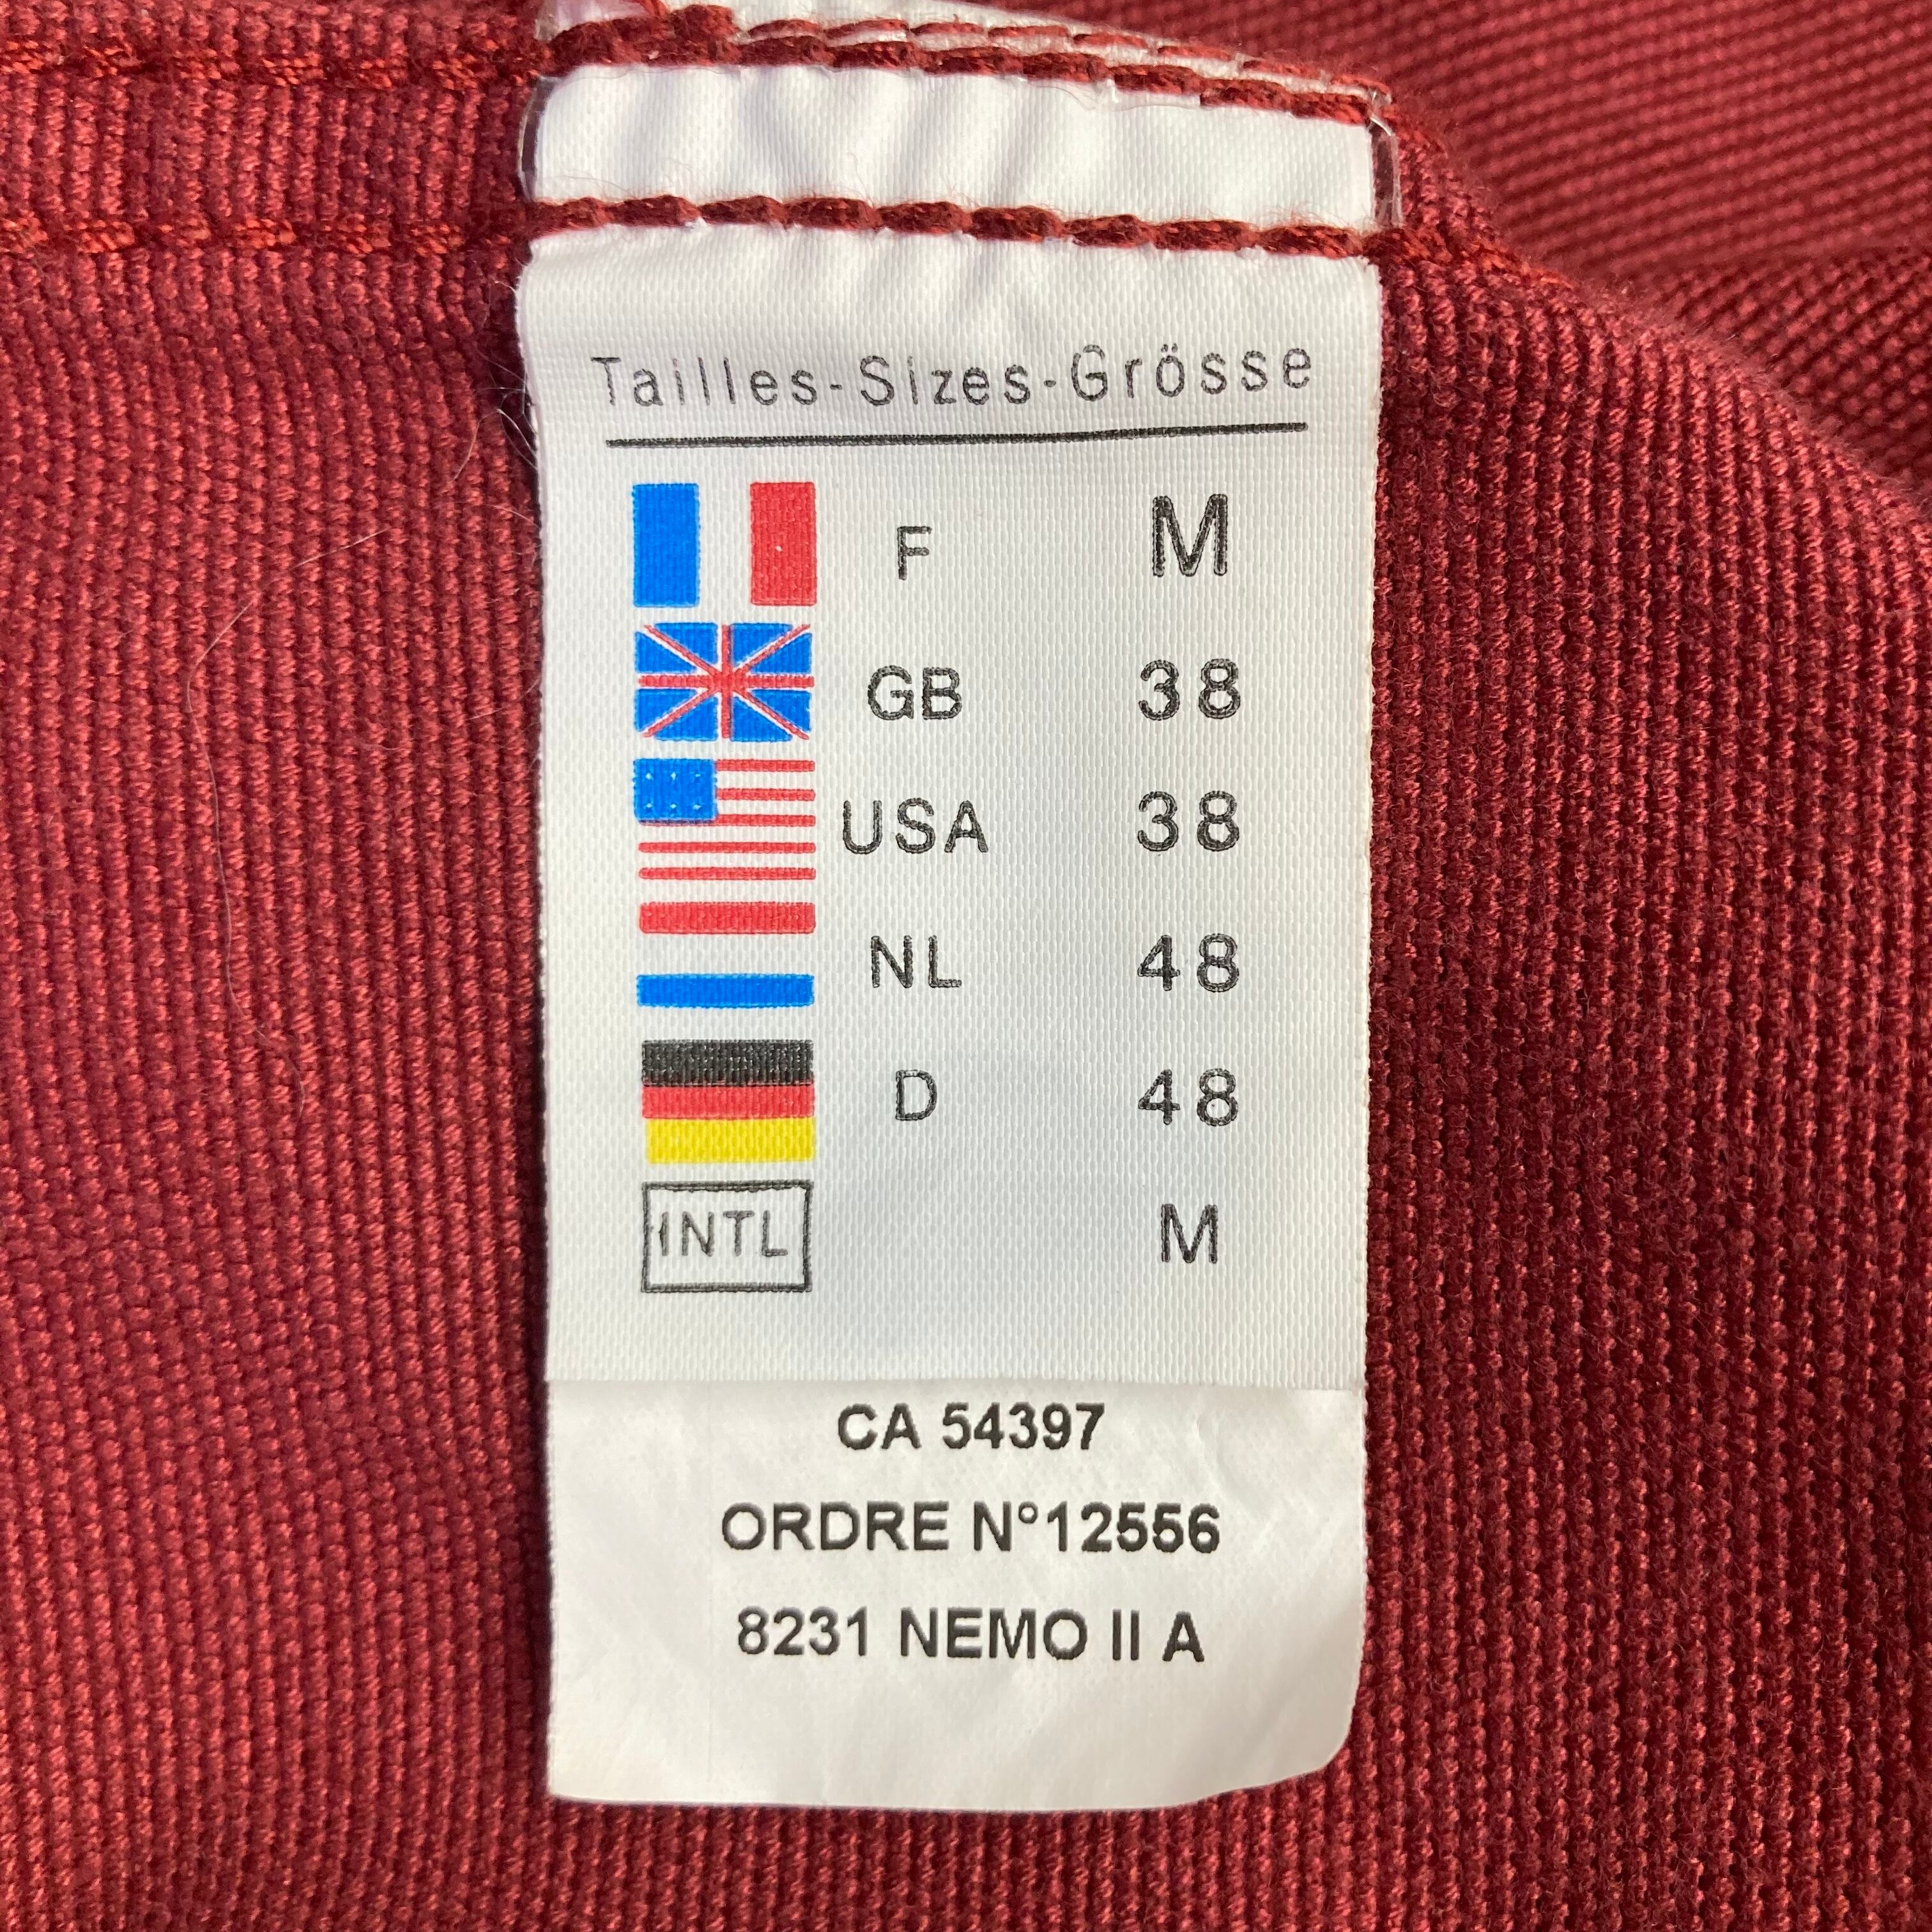 Tailles-Sizes-Grösse
F M
GB 38
USA 38
NL 48
D 48
INTL M
CA 54397
ORDRE N°12556
8231 NEMO II A